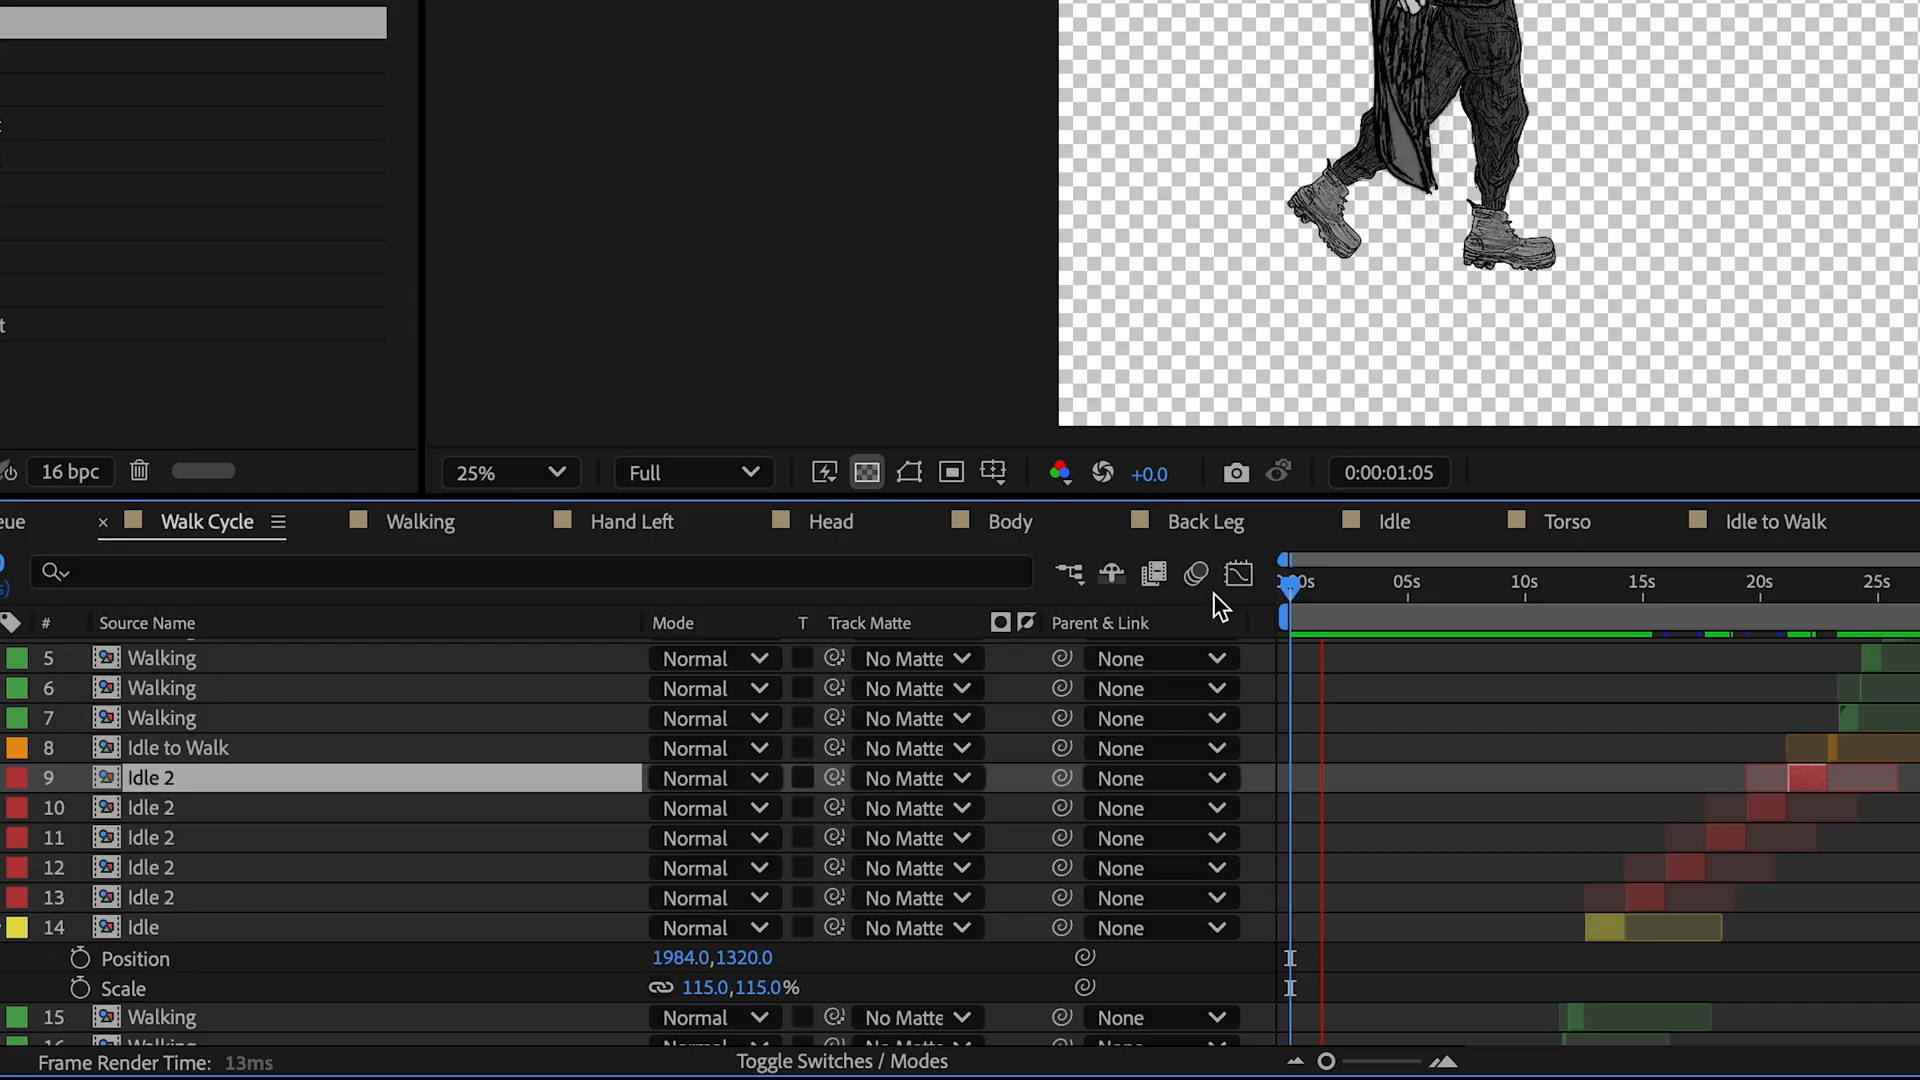 t
16 bpc
25%
Full
+0.0
0:00:01:05
eue
× Walk Cycle
Walking
Hand Left
Head
Body
Back Leg
Idle
Torso
Idle to Walk
05s
10s
15s
20s
25s
# Source Name Mode T Track Matte Parent & Link
5 Walking Normal No Matte None
6 Walking Normal No Matte None
7 Walking Normal No Matte None
8 Idle to Walk Normal No Matte None
9 Idle 2 Normal No Matte None
10 Idle 2 Normal No Matte None
11 Idle 2 Normal No Matte None
12 Idle 2 Normal No Matte None
13 Idle 2 Normal No Matte None
14 Idle Normal No Matte None
Position 1984.0,1320.0
Scale 115.0,115.0%
15 Walking Normal No Matte None
Frame Render Time: 13ms
Toggle Switches / Modes